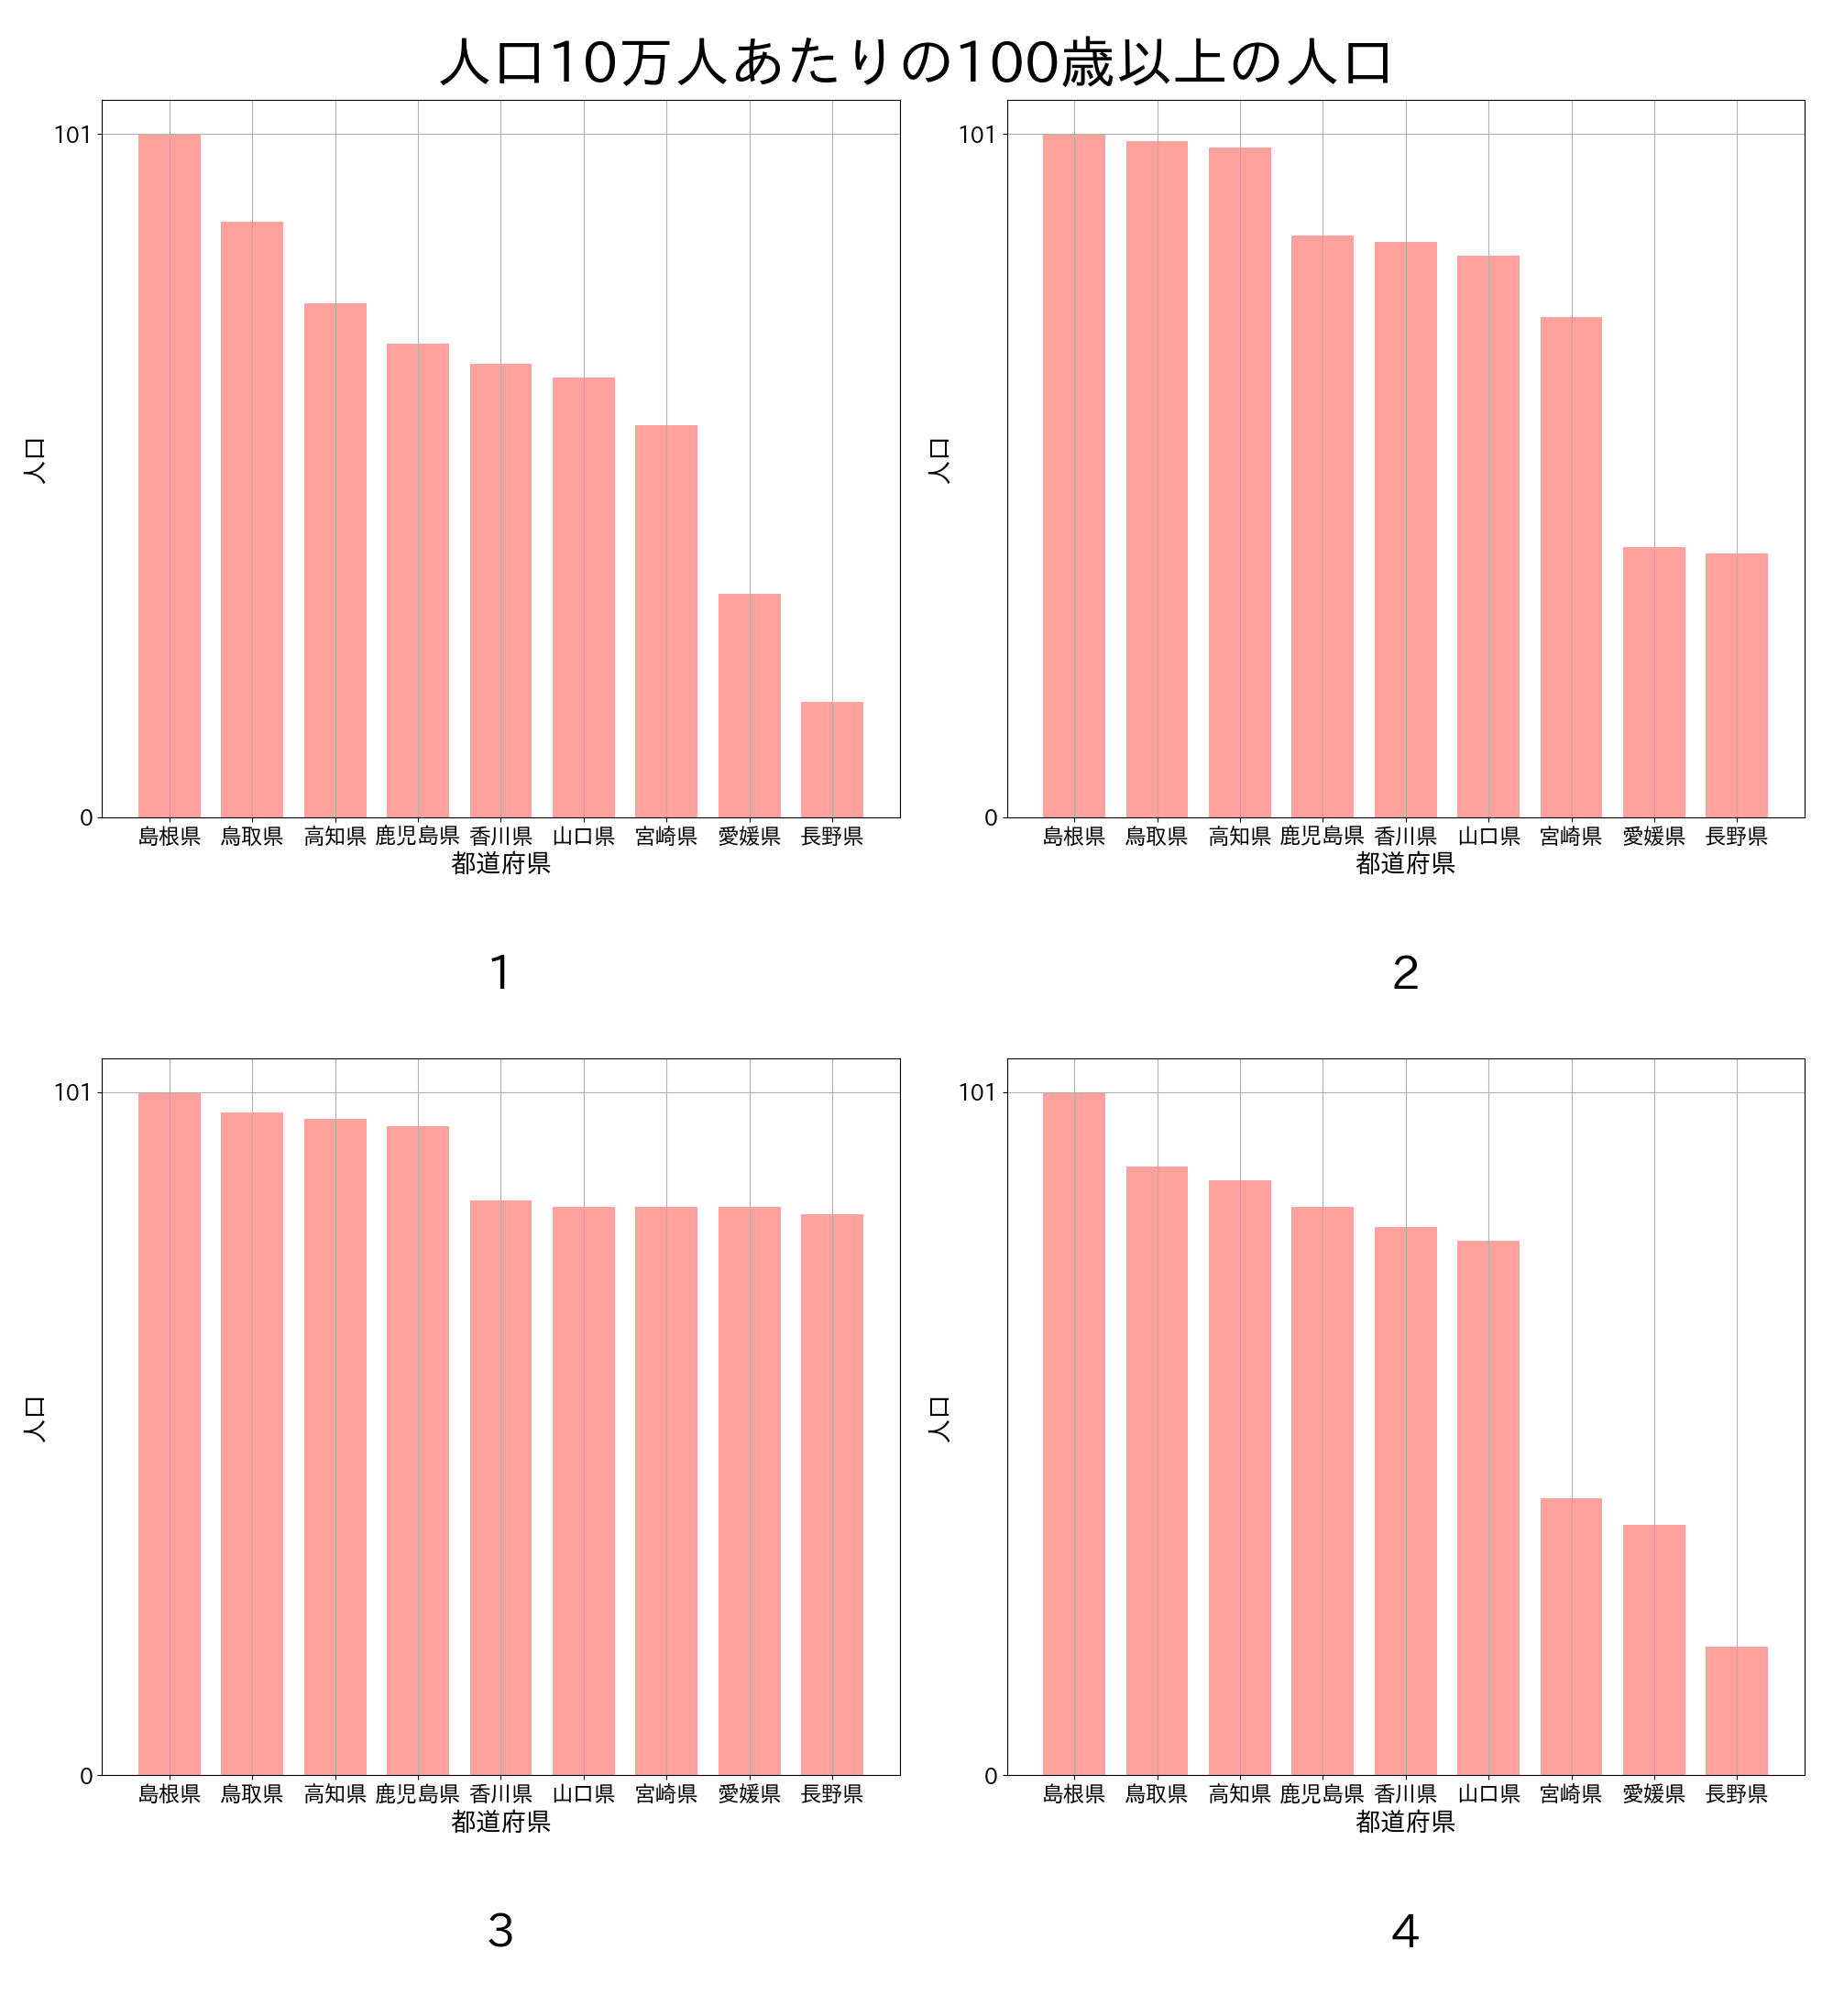 人口10万人あたりの100歳以上の人口
101
0
人口
島根県 鳥取県 高知県 鹿児島県 香川県 山口県 宮崎県 愛媛県 長野県
都道府県
1
101
0
人口
島根県 鳥取県 高知県 鹿児島県 香川県 山口県 宮崎県 愛媛県 長野県
都道府県
2
101
0
人口
島根県 鳥取県 高知県 鹿児島県 香川県 山口県 宮崎県 愛媛県 長野県
都道府県
3
101
0
人口
島根県 鳥取県 高知県 鹿児島県 香川県 山口県 宮崎県 愛媛県 長野県
都道府県
4